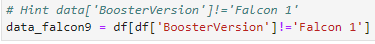 # Hint data['BoosterVersion']!='Falcon 1'
data_falcon9 = df[df['BoosterVersion']!='Falcon 1']